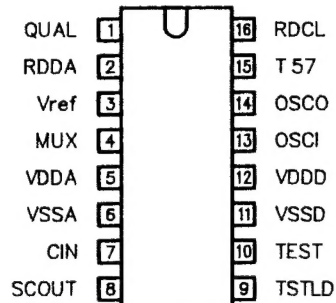 QUAL 1 16 RDCL
RDDA 2 15 T 57
Vref 3 14 OSCO
MUX 4 13 OSCI
VDDA 5 12 VDDD
VSSA 6 11 VSSD
CIN 7 10 TEST
SCOUT 8 9 TSTLD